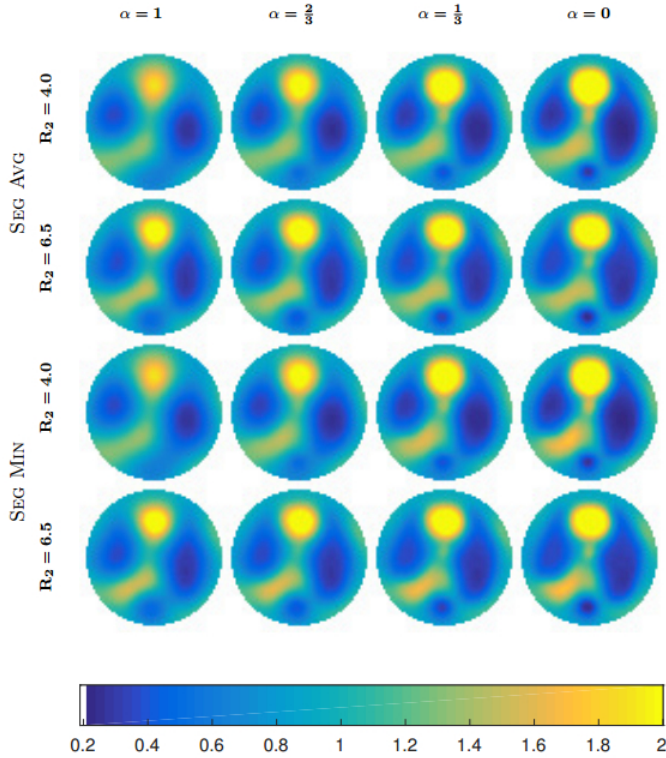 α = 1 α = 2/3 α = 1/3 α = 0
SEG AVG
R₂ = 4.0
R₂ = 6.5
SEG MIN
R₂ = 4.0
R₂ = 6.5
0.2 0.4 0.6 0.8 1 1.2 1.4 1.6 1.8 2